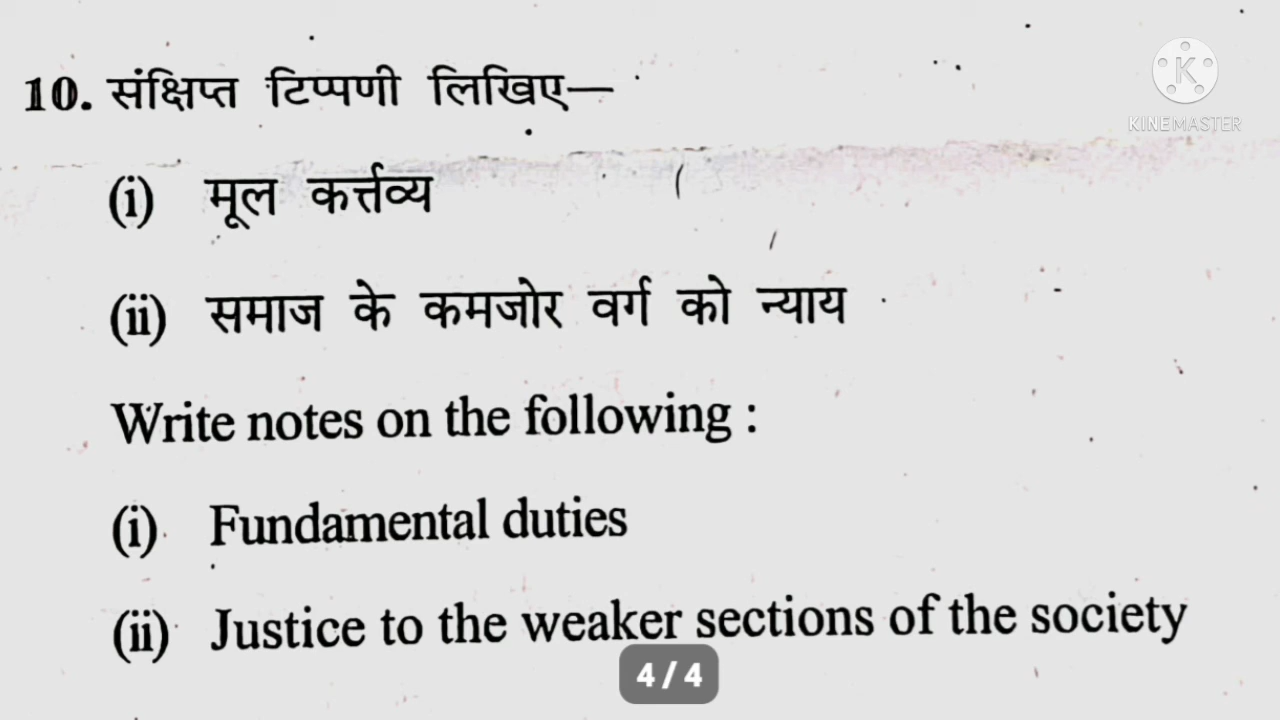 10. संक्षिप्त टिप्पणी लिखिए—
(i) मूल कर्त्तव्य
(ii) समाज के कमजोर वर्ग को न्याय
Write notes on the following :
(i) Fundamental duties
(ii) Justice to the weaker sections of the society
4 / 4
K
KINEMASTER